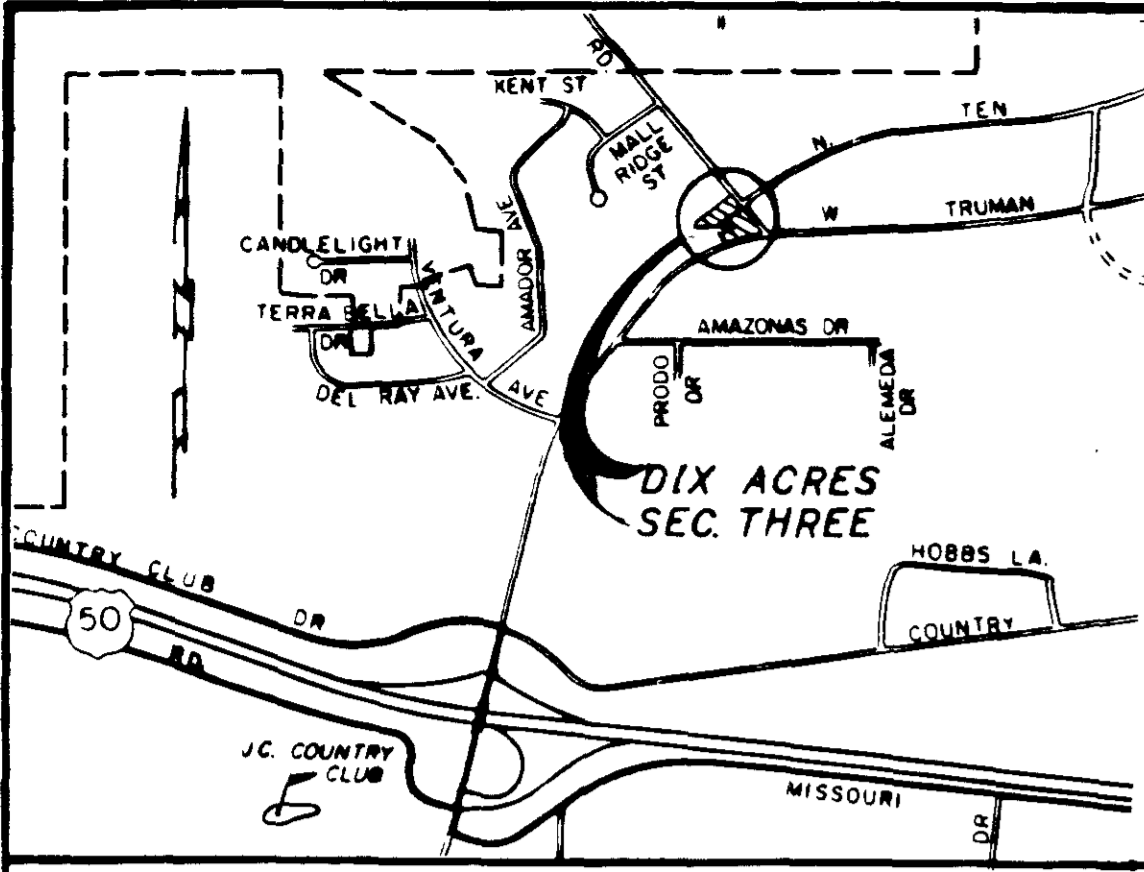 RD
KENT ST
MALL
RIDGE
ST
N. TEN
W TRUMAN
CANDLELIGHT
DR
AMADOR AVE
VENTURA AVE
TERRA BELLA
DR
DEL RAY AVE.
AMAZONAS DR
PRODO
DR
ALEMEDA
DR
DIX ACRES
SEC. THREE
COUNTRY CLUB DR
50
RD.
HOBBS LA.
COUNTRY
J.C. COUNTRY
CLUB
MISSOURI
DR